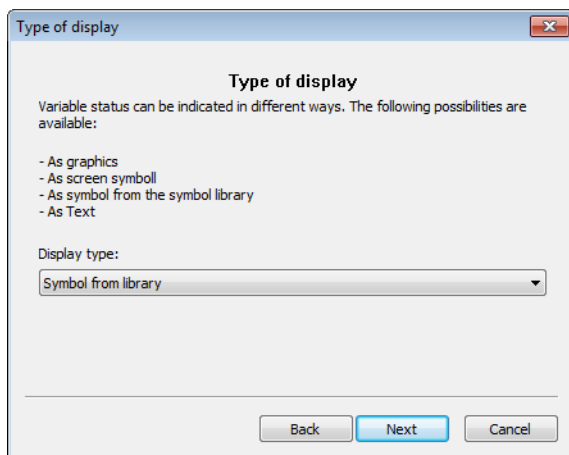 Type of display
Type of display
Variable status can be indicated in different ways. The following possibilities are
available:
- As graphics
- As screen symboll
- As symbol from the symbol library
- As Text
Display type:
Symbol from library
Back Next Cancel